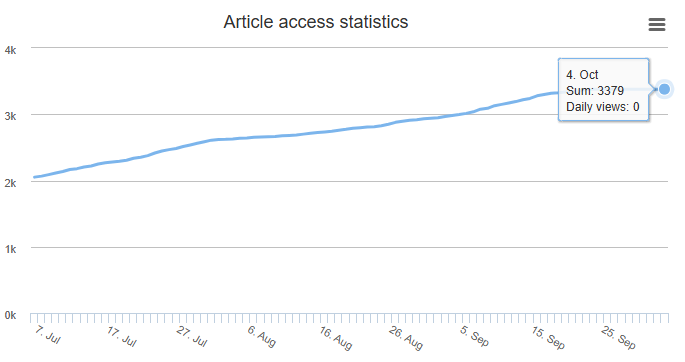 Article access statistics
4k
4. Oct
Sum: 3379
Daily views: 0
3k
2k
1k
0k
7. Jul
17. Jul
27. Jul
6. Aug
16. Aug
26. Aug
5. Sep
15. Sep
25. Sep